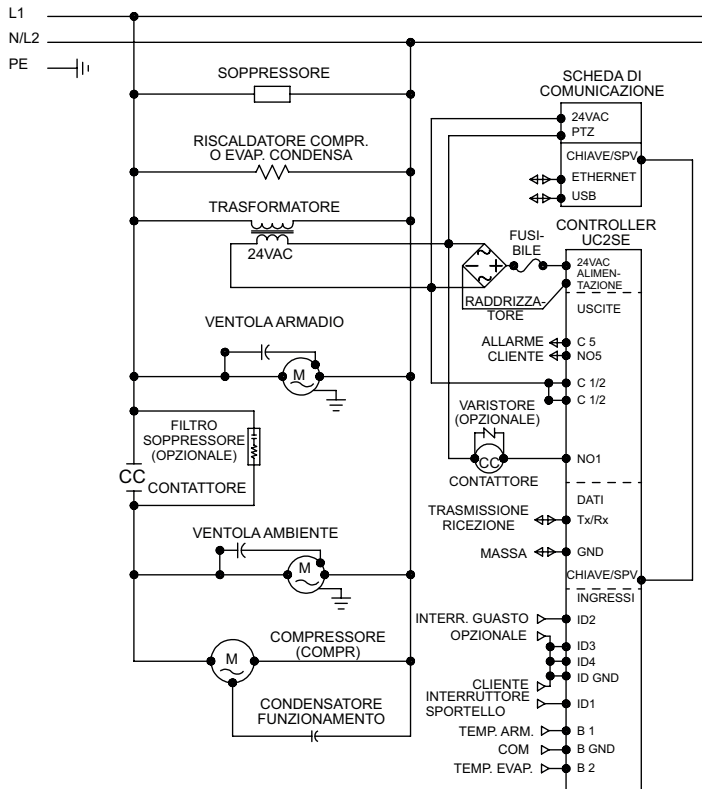 L1
N/L2
PE
SOPPRESSORE
RISCALDATORE COMPR.
O EVAP. CONDENSA
TRASFORMATORE
24VAC
VENTOLA ARMADIO
M
FILTRO
SOPPRESSORE
(OPZIONALE)
CC
CONTATTORE
VENTOLA AMBIENTE
M
COMPRESSORE
(COMPR)
M
CONDENSATORE
FUNZIONAMENTO
SCHEDA DI
COMUNICAZIONE
24VAC
PTZ
CHIAVE/SPV
ETHERNET
USB
CONTROLLER
UC2SE
FUSI-
BILE
RADDRIZZA-
TORE
24VAC
ALIMEN-
TAZIONE
USCITE
ALLARME
CLIENTE
C 5
NO5
C 1/2
C 1/2
VARISTORE
(OPZIONALE)
CC
CONTATTORE
NO1
DATI
TRASMISSIONE
RICEZIONE
Tx/Rx
MASSA
GND
CHIAVE/SPV
INGRESSI
INTERR. GUASTO
ID2
OPZIONALE
ID3
ID4
ID GND
CLIENTE
INTERRUTTORE
SPORTELLO
ID1
TEMP. ARM.
B 1
COM
B GND
TEMP. EVAP.
B 2